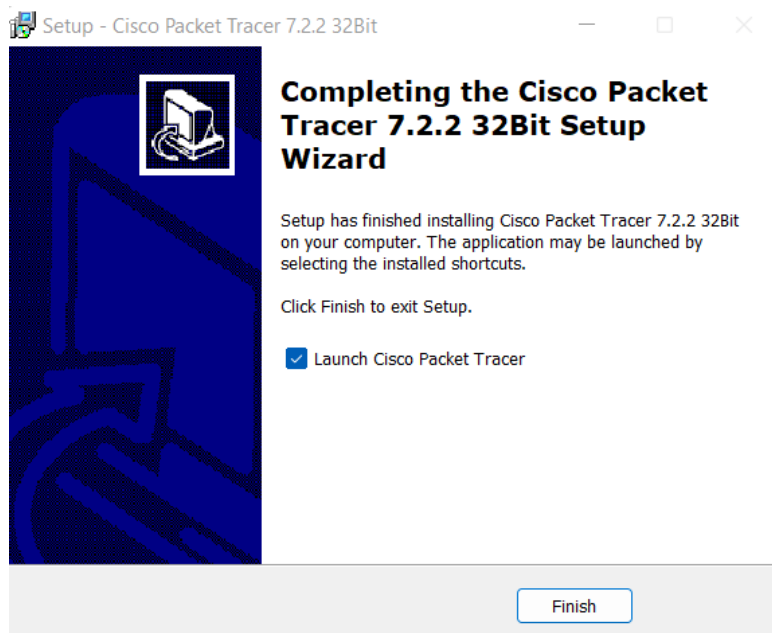 Setup - Cisco Packet Tracer 7.2.2 32Bit
Completing the Cisco Packet
Tracer 7.2.2 32Bit Setup
Wizard
Setup has finished installing Cisco Packet Tracer 7.2.2 32Bit
on your computer. The application may be launched by
selecting the installed shortcuts.
Click Finish to exit Setup.
Launch Cisco Packet Tracer
Finish